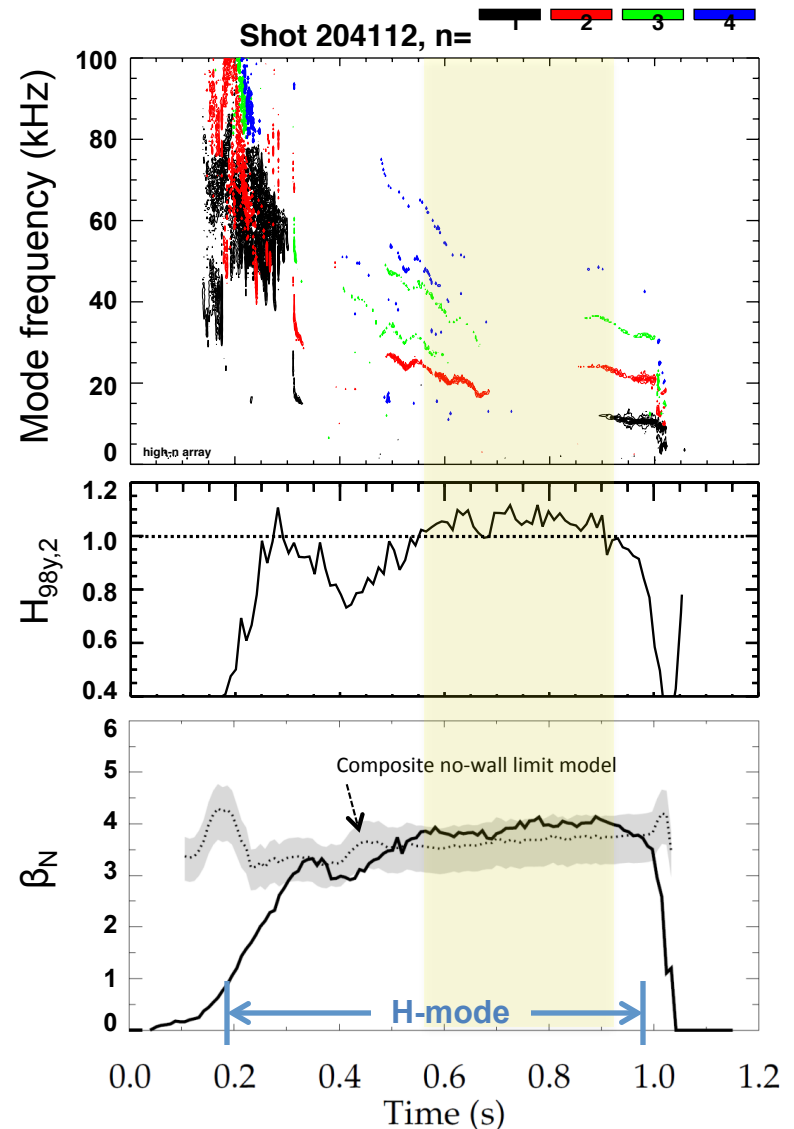 1 2 3 4
Shot 204112, n=
100
80
60
40
20
0
Mode frequency (kHz)
high-n array
1.2
1.0
0.8
0.6
0.4
H98y,2
6
5
4
3
2
1
0
βN
Composite no-wall limit model
H-mode
0.0 0.2 0.4 0.6 0.8 1.0 1.2
Time (s)